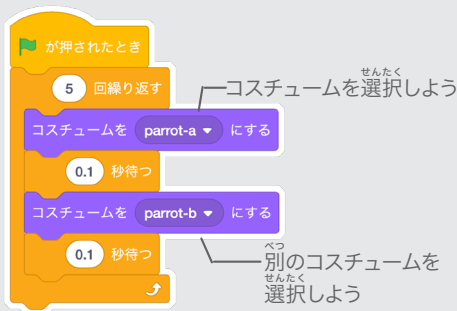 が押されたとき
5 回繰り返す
コスチュームを parrot-a にする
0.1 秒待つ
コスチュームを parrot-b にする
0.1 秒待つ
せんたく
コスチュームを選択しよう
べつ
別のコスチュームを
せんたく
選択しよう